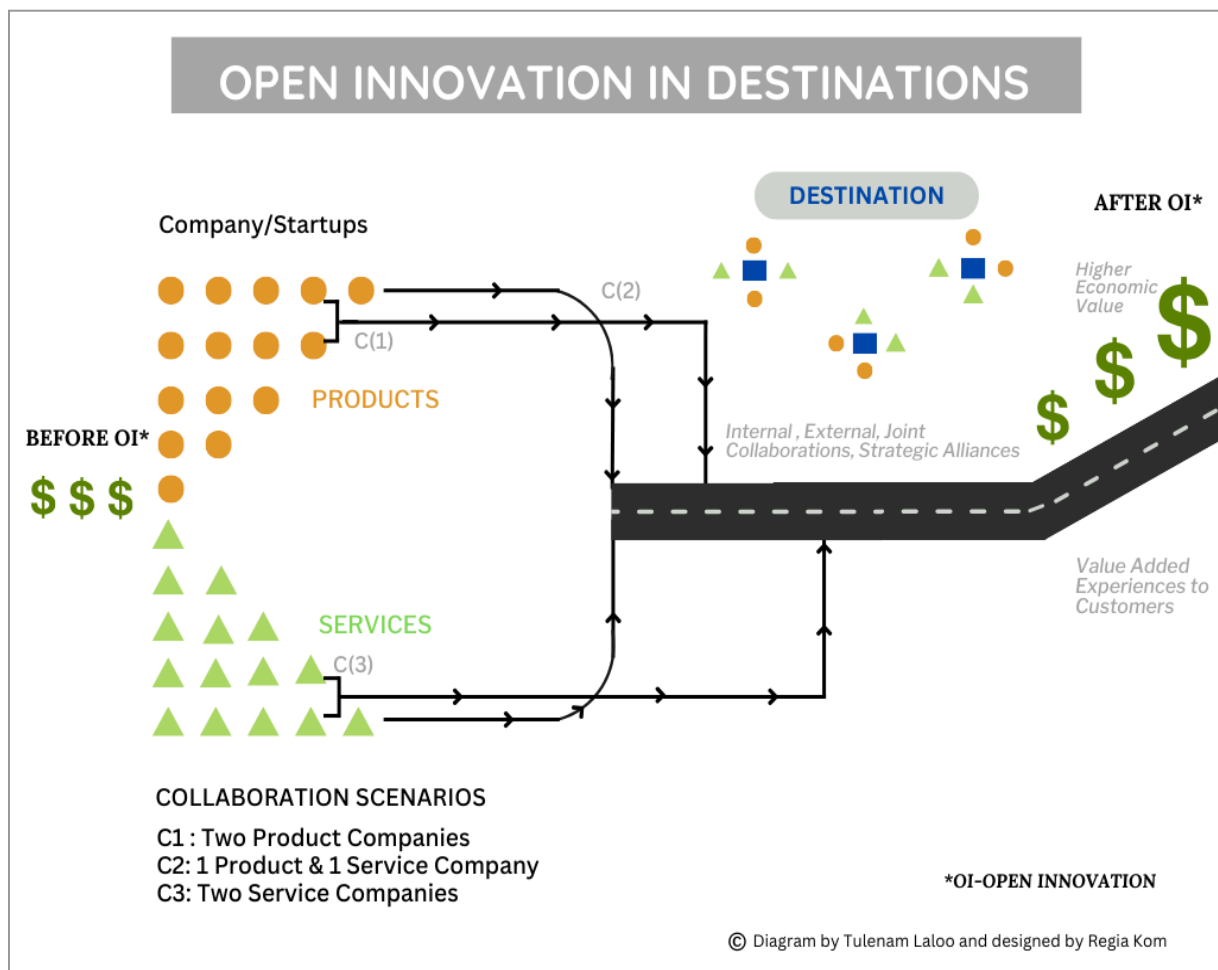 OPEN INNOVATION IN DESTINATIONS
DESTINATION
AFTER OI*
Company/Startups
Higher
Economic
Value
$
$
$
C(2)
C(1)
PRODUCTS
BEFORE OI*
$ $ $
Internal , External, Joint
Collaborations, Strategic Alliances
Value Added
Experiences to
Customers
SERVICES
C(3)
COLLABORATION SCENARIOS
C1 : Two Product Companies
C2: 1 Product & 1 Service Company
C3: Two Service Companies
*OI-OPEN INNOVATION
© Diagram by Tulenam Laloo and designed by Regia Kom